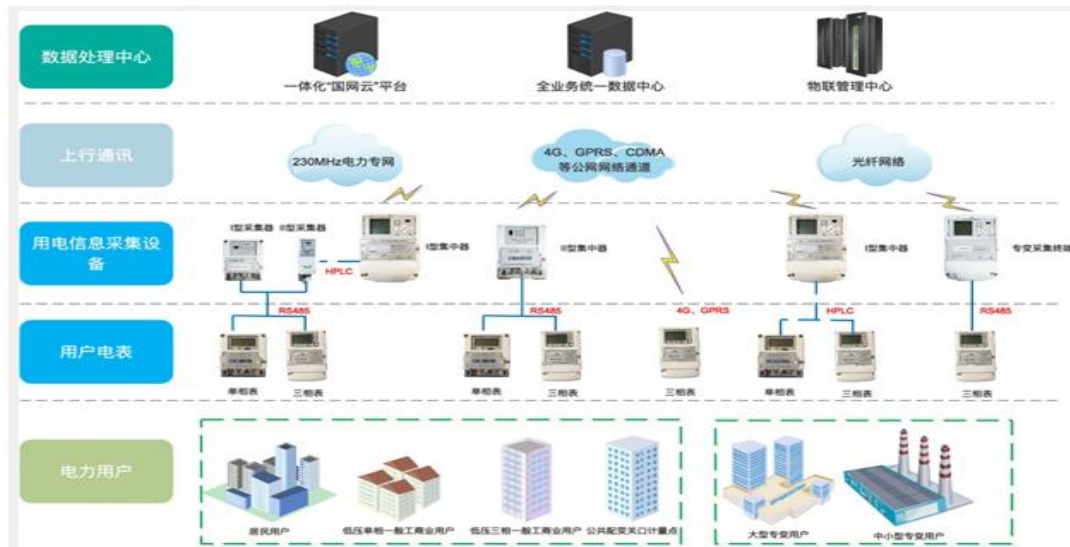 数据处理中心
一体化“国网云”平台
全业务统一数据中心
物联管理中心
上行通讯
230MHz电力专网
4G、GPRS、CDMA
等公网网络通道
光纤网络
用电信息采集设
备
I型采集器
II型采集器
I型集中器
II型集中器
I型集中器
专变采集终端
HPLC
RS485
RS485
4G、GPRS
HPLC
RS485
用户电表
单相表
三相表
单相表
三相表
三相表
单相表
三相表
三相表
电力用户
居民用户
低压单相一般工商业用户
低压三相一般工商业用户
公共配变关口计量点
大型专变用户
中小型专变用户